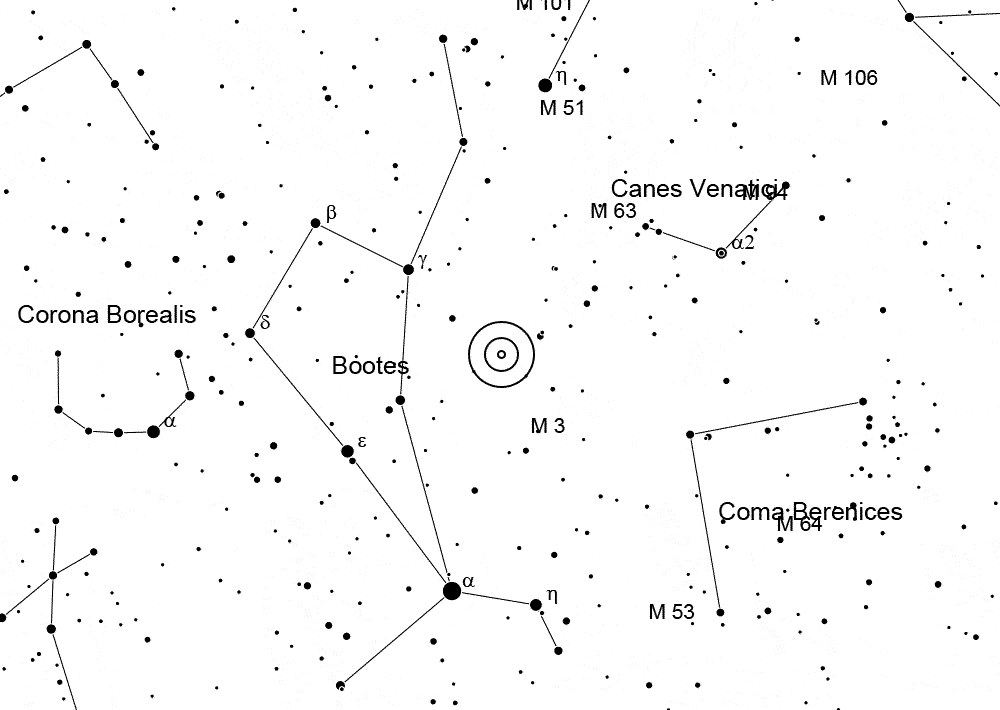 M 101
η
M 51
M 106
Canes Venatici
M 94
M 63
α2
β
γ
δ
Corona Borealis
Bootes
α
M 3
ε
Coma Berenices
M 64
α
η
M 53